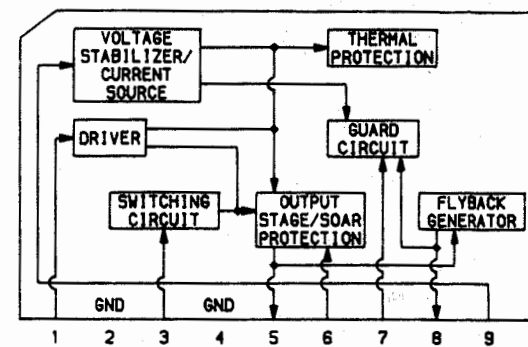 VOLTAGE
STABILIZER/
CURRENT
SOURCE
THERMAL
PROTECTION
DRIVER
GUARD
CIRCUIT
SWITCHING
CIRCUIT
OUTPUT
STAGE/SOAR
PROTECTION
FLYBACK
GENERATOR
GND GND
1 2 3 4 5 6 7 8 9